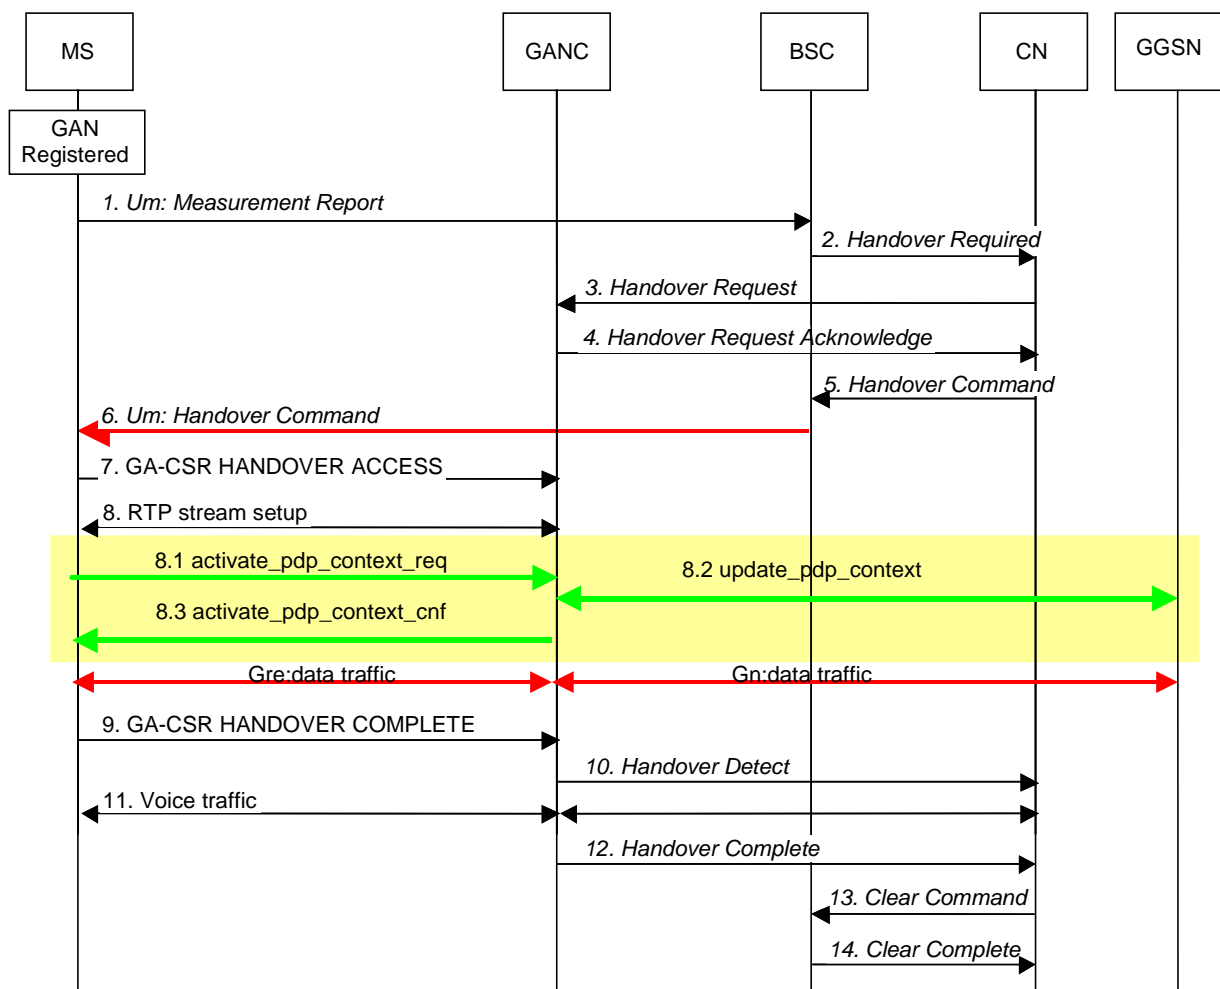 MS
GANC
BSC
CN
GGSN
GAN
Registered
1. Um: Measurement Report
2. Handover Required
3. Handover Request
4. Handover Request Acknowledge
5. Handover Command
6. Um: Handover Command
7. GA-CSR HANDOVER ACCESS
8. RTP stream setup
8.1 activate_pdp_context_req
8.2 update_pdp_context
8.3 activate_pdp_context_cnf
Gre:data traffic
Gn:data traffic
9. GA-CSR HANDOVER COMPLETE
10. Handover Detect
11. Voice traffic
12. Handover Complete
13. Clear Command
14. Clear Complete